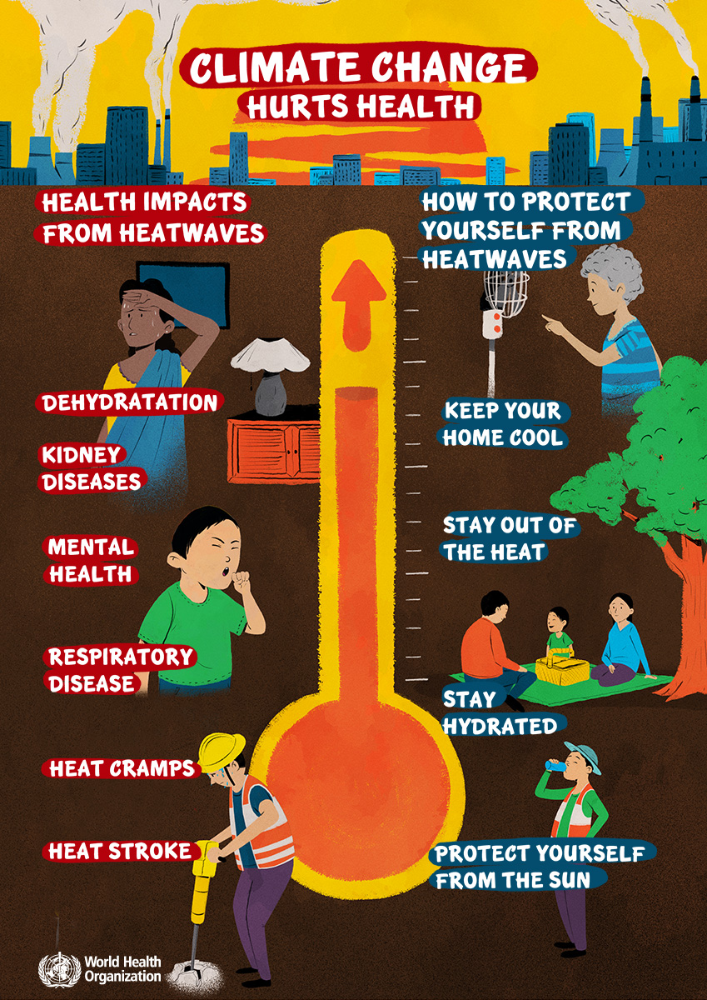 CLIMATE CHANGE
HURTS HEALTH
HEALTH IMPACTS
FROM HEATWAVES
DEHYDRATATION
KIDNEY
DISEASES
MENTAL
HEALTH
RESPIRATORY
DISEASE
HEAT CRAMPS
HEAT STROKE
HOW TO PROTECT
YOURSELF FROM
HEATWAVES
KEEP YOUR
HOME COOL
STAY OUT OF
THE HEAT
STAY
HYDRATED
PROTECT YOURSELF
FROM THE SUN
World Health
Organization